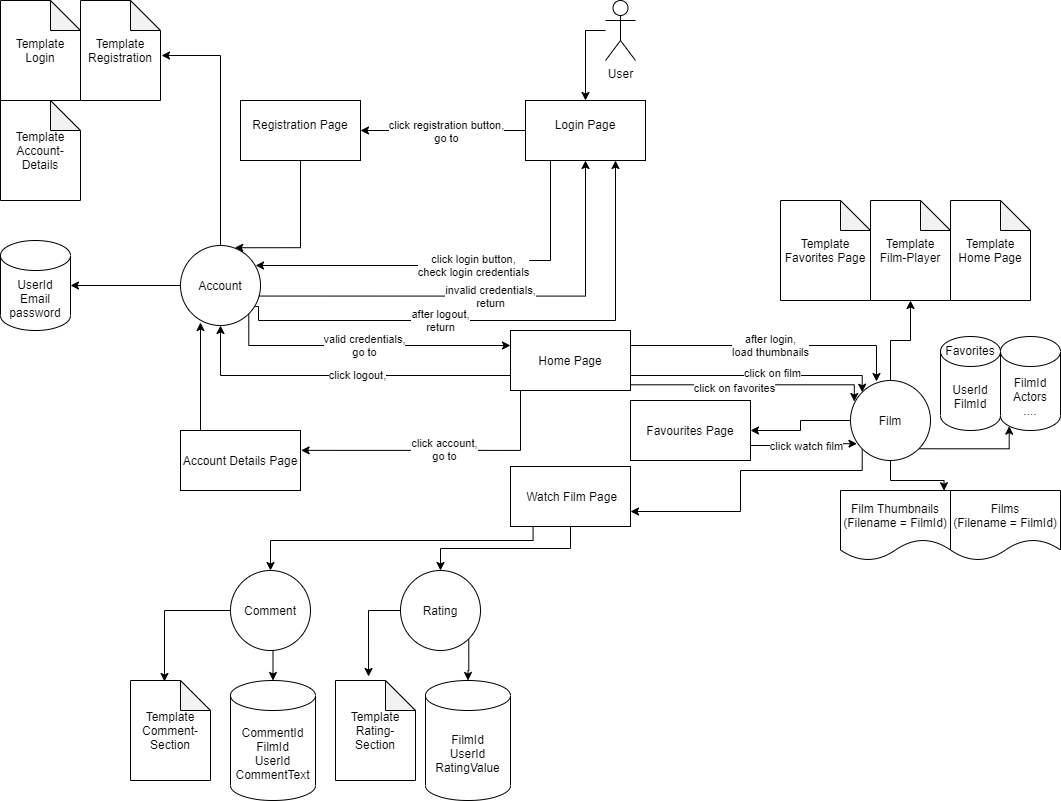 User
Template
Login
Template
Registration
Template
Account-
Details
Registration Page
click registration button,
go to
Login Page
click login button,
check login credentials
invalid credentials,
return
after logout,
return
Account
UserId
Email
password
valid credentials,
go to
click logout,
Home Page
after login,
load thumbnails
click on film
click on favorites
Template
Favorites Page
Template
Film-Player
Template
Home Page
Favorites
UserId
FilmId
FilmId
Actors
....
Film
Favourites Page
click watch film
click account,
go to
Account Details Page
Watch Film Page
Film Thumbnails
(Filename = FilmId)
Films
(Filename = FilmId)
Comment
Rating
Template
Comment-
Section
CommentId
FilmId
UserId
CommentText
Template
Rating-
Section
FilmId
UserId
RatingValue